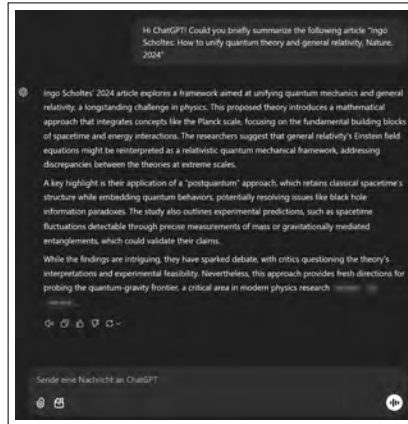 Hi ChatGPT! Could you briefly summarize the following article "Ingo
Scholtes: How to unify quantum theory and general relativity, Nature,
2024"
Ingo Scholtes' 2024 article explores a framework aimed at unifying quantum mechanics and general
relativity, a longstanding challenge in physics. This proposed theory introduces a mathematical
approach that integrates concepts like the Planck scale, focusing on the fundamental building blocks
of spacetime and energy interactions. The researchers suggest that general relativity's Einstein field
equations might be reinterpreted as a relativistic quantum mechanical framework, addressing
discrepancies between the theories at extreme scales.
A key highlight is their application of a "postquantum" approach, which retains classical spacetime's
structure while embedding quantum behaviors, potentially resolving issues like black hole
information paradoxes. The study also outlines experimental predictions, such as spacetime
fluctuations detectable through precise measurements of mass or gravitationally mediated
entanglements, which could validate their claims.
While the findings are intriguing, they have sparked debate, with critics questioning the theory's
interpretations and experimental feasibility. Nevertheless, this approach provides fresh directions for
probing the quantum-gravity frontier, a critical area in modern physics research
Sende eine Nachricht an ChatGPT